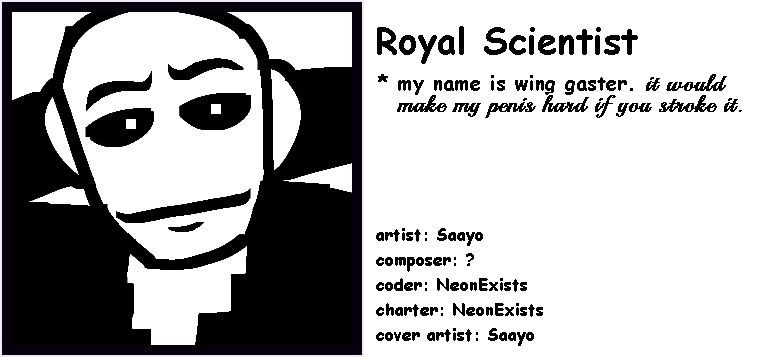 Royal Scientist
* my name is wing gaster. it would
make my penis hard if you stroke it.
artist: Saayo
composer: ?
coder: NeonExists
charter: NeonExists
cover artist: Saayo